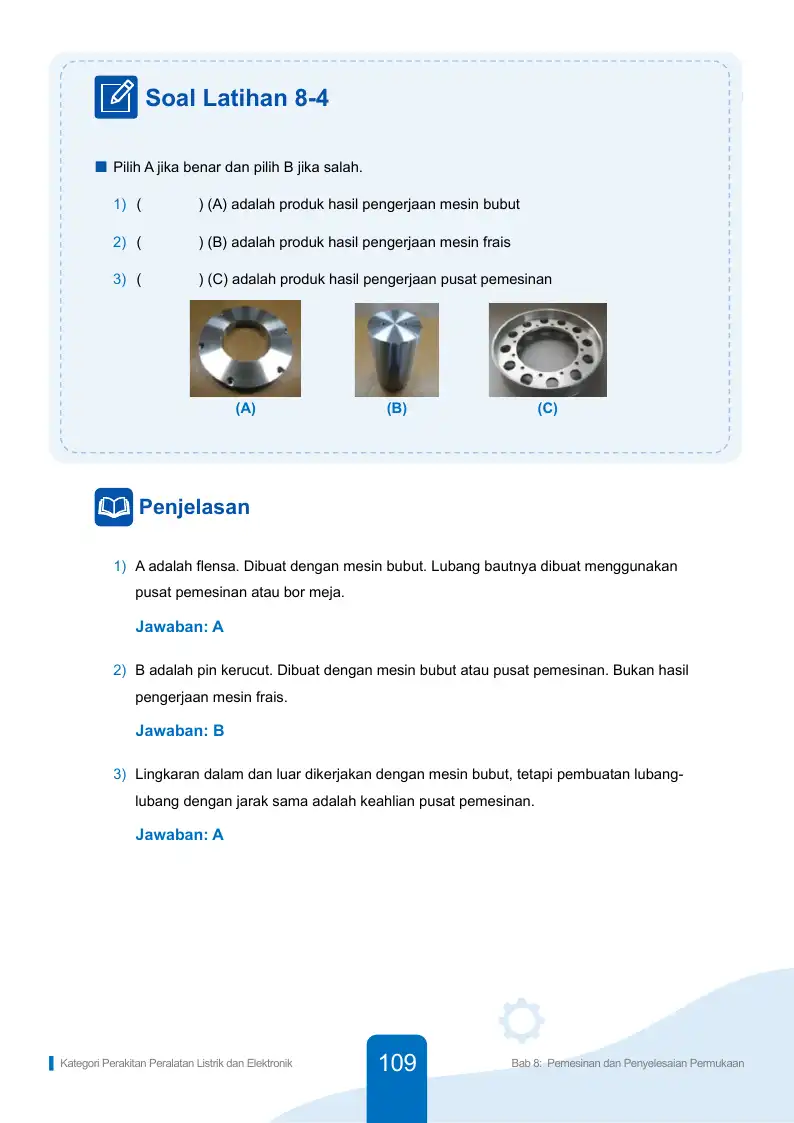 Soal Latihan 8-4
■ Pilih A jika benar dan pilih B jika salah.
1) ( ) (A) adalah produk hasil pengerjaan mesin bubut
2) ( ) (B) adalah produk hasil pengerjaan mesin frais
3) ( ) (C) adalah produk hasil pengerjaan pusat pemesinan
(A) (B) (C)
Penjelasan
1) A adalah flensa. Dibuat dengan mesin bubut. Lubang bautnya dibuat menggunakan
pusat pemesinan atau bor meja.
Jawaban: A
2) B adalah pin kerucut. Dibuat dengan mesin bubut atau pusat pemesinan. Bukan hasil
pengerjaan mesin frais.
Jawaban: B
3) Lingkaran dalam dan luar dikerjakan dengan mesin bubut, tetapi pembuatan lubang-
lubang dengan jarak sama adalah keahlian pusat pemesinan.
Jawaban: A
Kategori Perakitan Peralatan Listrik dan Elektronik
109
Bab 8: Pemesinan dan Penyelesaian Permukaan